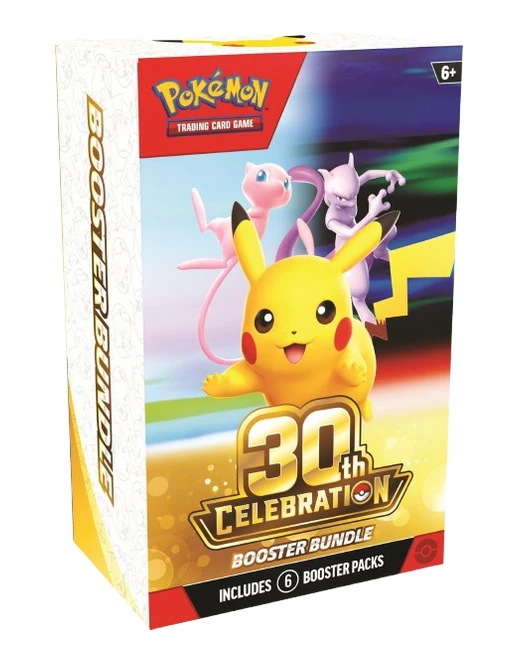 BOOSTER BUNDLE
POKéMON
TRADING CARD GAME
6+
30th
CELEBRATION
BOOSTER BUNDLE
INCLUDES 6 BOOSTER PACKS